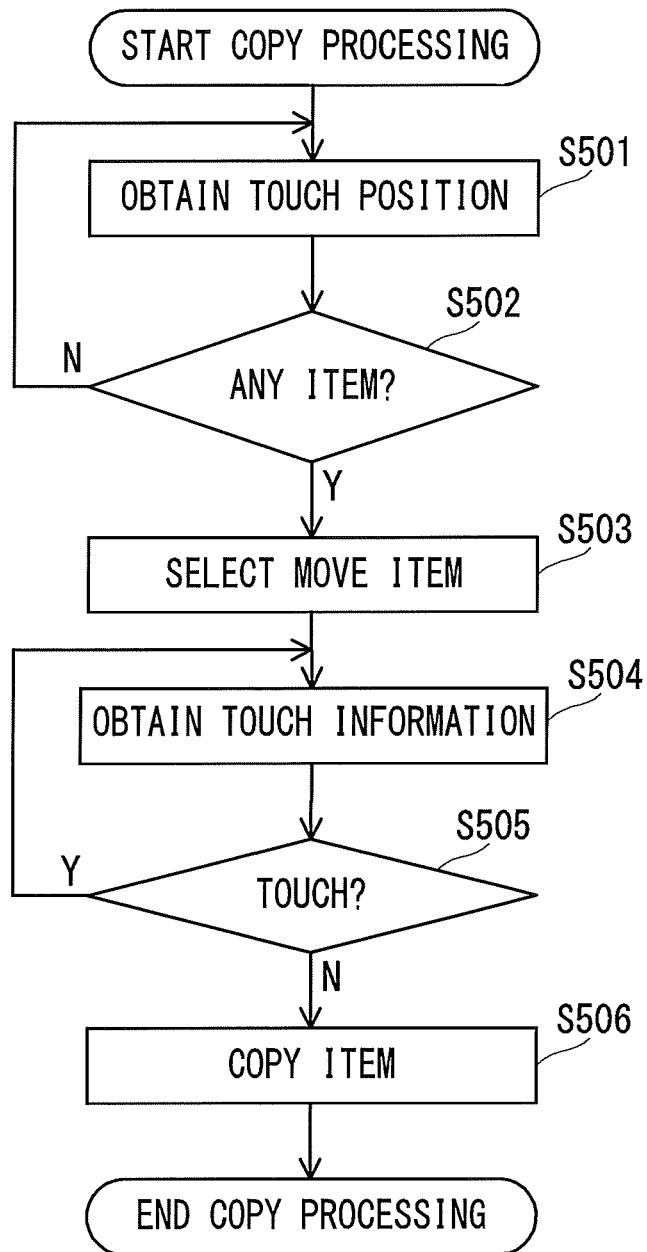 START COPY PROCESSING
S501
OBTAIN TOUCH POSITION
S502
N
ANY ITEM?
Y
S503
SELECT MOVE ITEM
S504
OBTAIN TOUCH INFORMATION
S505
Y
TOUCH?
N
S506
COPY ITEM
END COPY PROCESSING